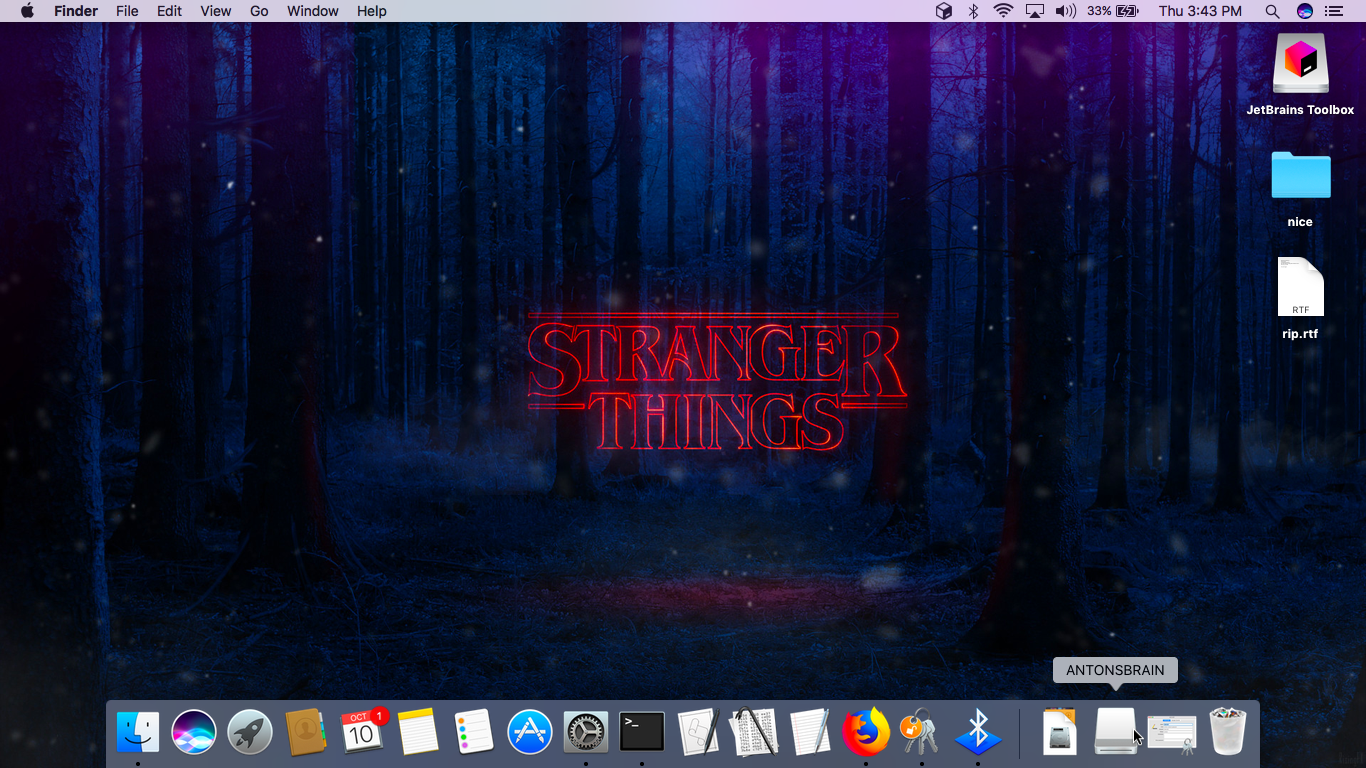 Finder File Edit View Go Window Help 33% Thu 3:43 PM
JetBrains Toolbox
nice
RTF
rip.rtf
STRANGER
THINGS
ANTONSBRAIN
OCT 1
10
>_